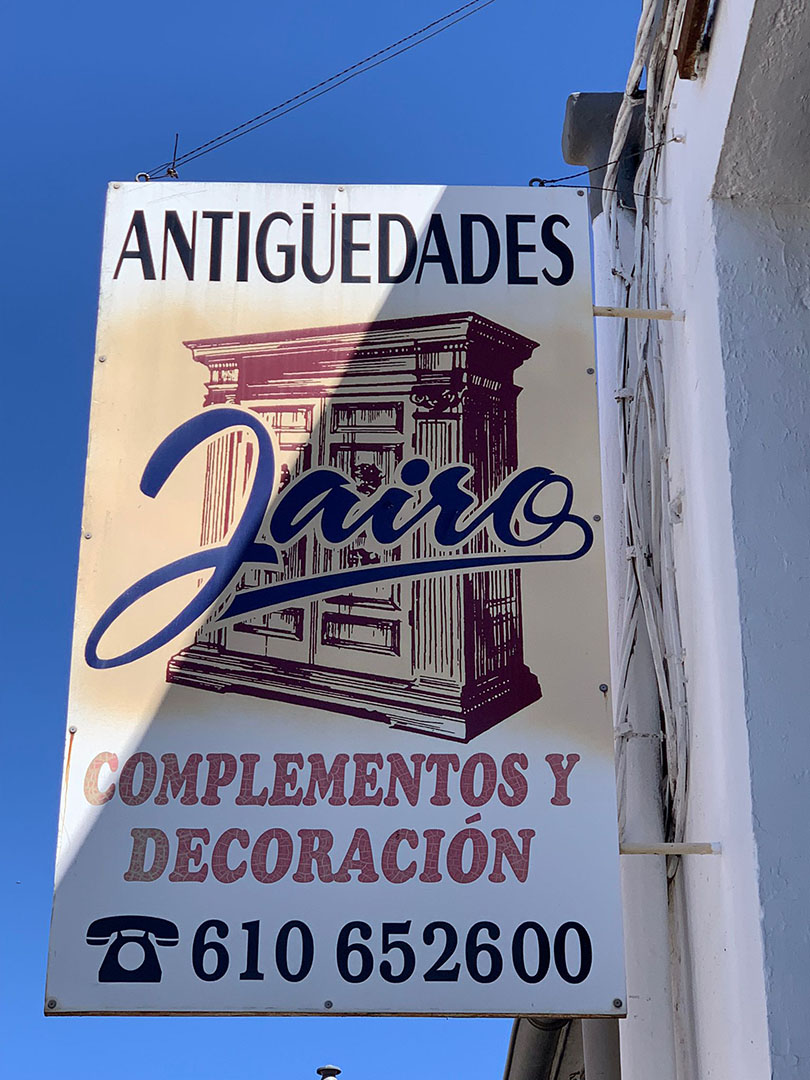 ANTIGÜEDADES
Jairo
COMPLEMENTOS Y
DECORACIÓN
610 652600